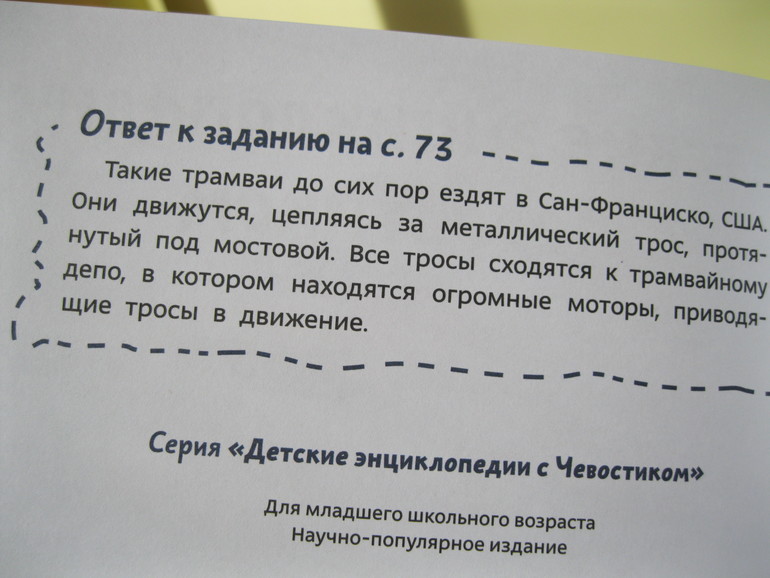 Ответ к заданию на с. 73
Такие трамваи до сих пор ездят в Сан-Франциско, США.
Они движутся, цепляясь за металлический трос, протя-
нутый под мостовой. Все тросы сходятся к трамвайному
депо, в котором находятся огромные моторы, приводя-
щие тросы в движение.
Серия «Детские энциклопедии с Чевостиком»
Для младшего школьного возраста
Научно-популярное издание